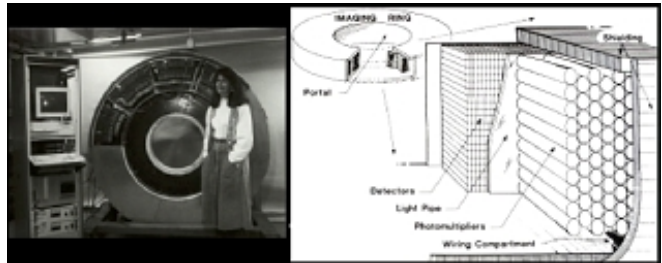 IMAGING RING
Shielding
Portal
Detectors
Light Pipe
Photomultipliers
Wiring Compartment